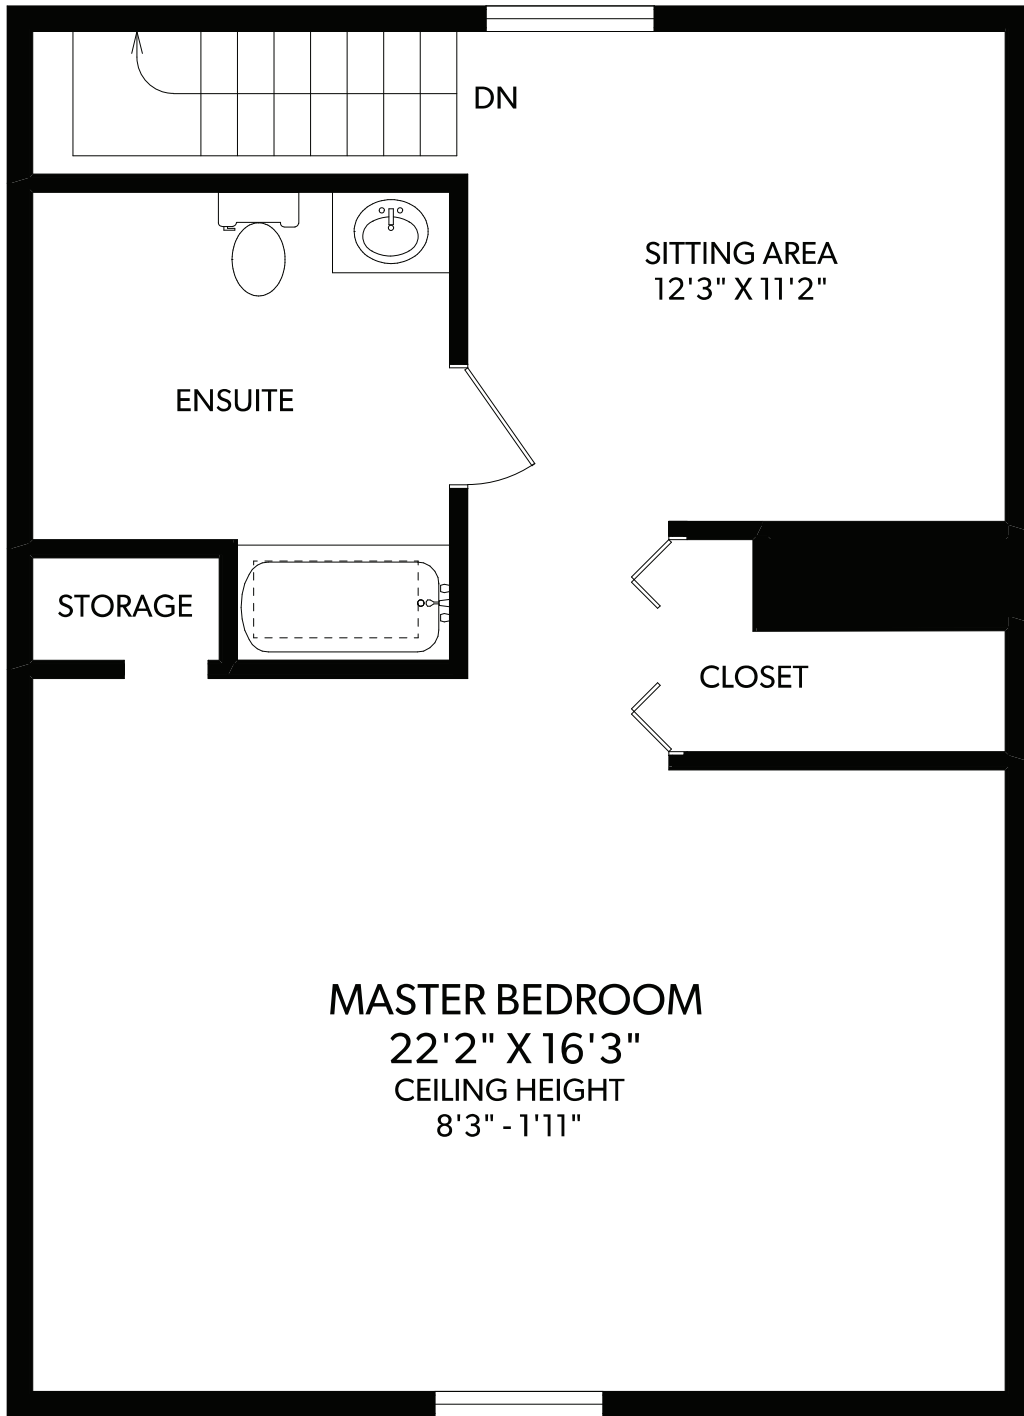 DN
SITTING AREA
12'3" X 11'2"
ENSUITE
STORAGE
CLOSET
MASTER BEDROOM
22'2" X 16'3"
CEILING HEIGHT
8'3" - 1'11"